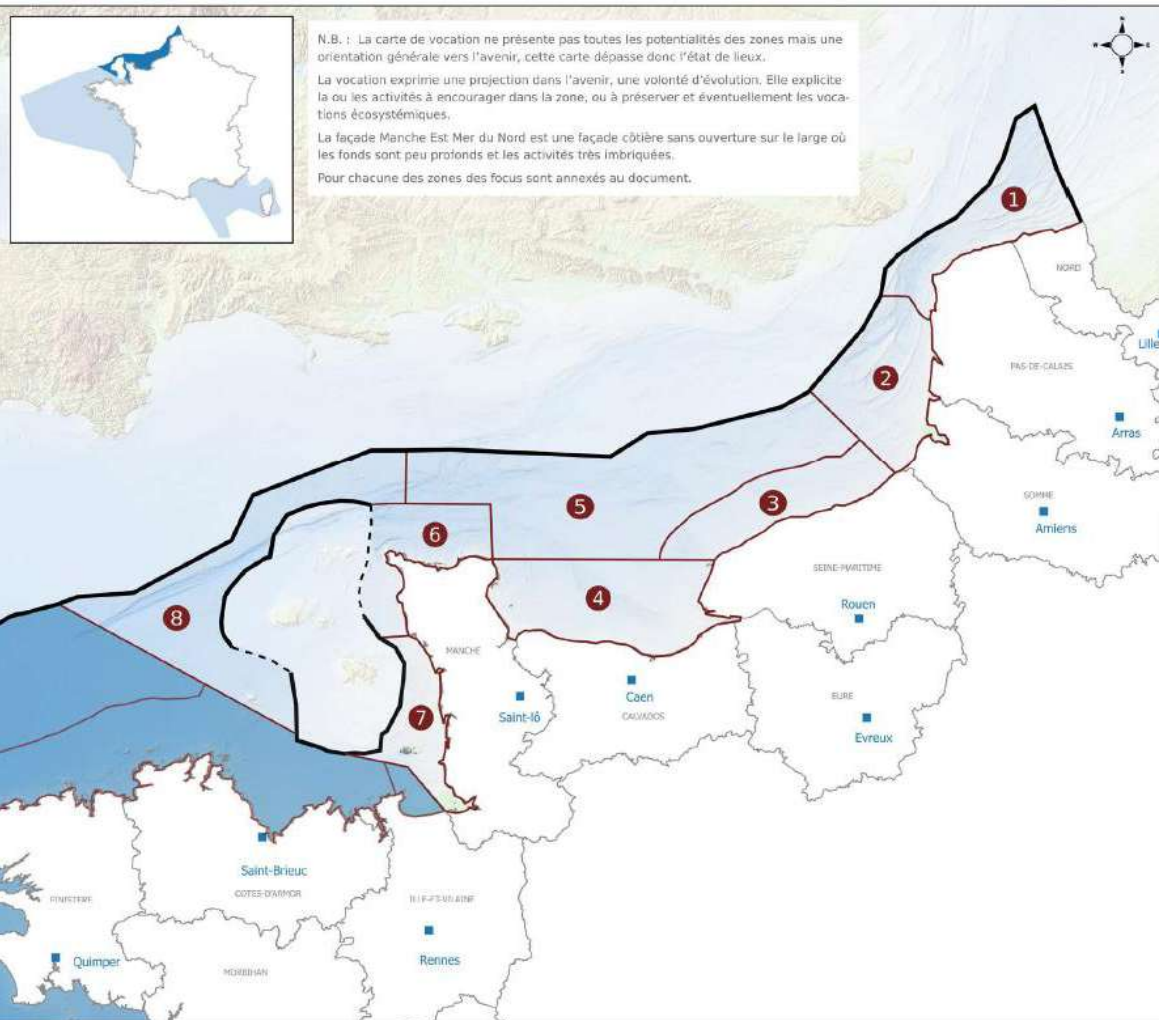 N.B. : La carte de vocation ne présente pas toutes les potentialités des zones mais une
orientation générale vers l'avenir, cette carte dépasse donc l'état de lieux.
La vocation exprime une projection dans l'avenir, une volonté d'évolution. Elle explicite
la ou les activités à encourager dans la zone, ou à préserver et éventuellement les voca-
tions écosystémiques.
La façade Manche Est Mer du Nord est une façade côtière sans ouverture sur le large où
les fonds sont peu profonds et les activités très imbriquées.
Pour chacune des zones des focus sont annexés au document.
N
W E
S
1
NORD
Lille
PAS-DE-CALAIS
2
Arras
SOMME
Amiens
3
5
6
SEINE-MARITIME
4
Rouen
8
MANCHE
EURE
Caen
Saint-lô
CALVADOS
7
Evreux
Saint-Brieuc
COTES-D'ARMOR
FINISTERE
ILLE-ET-VILAINE
Quimper
Rennes
MORBIHAN